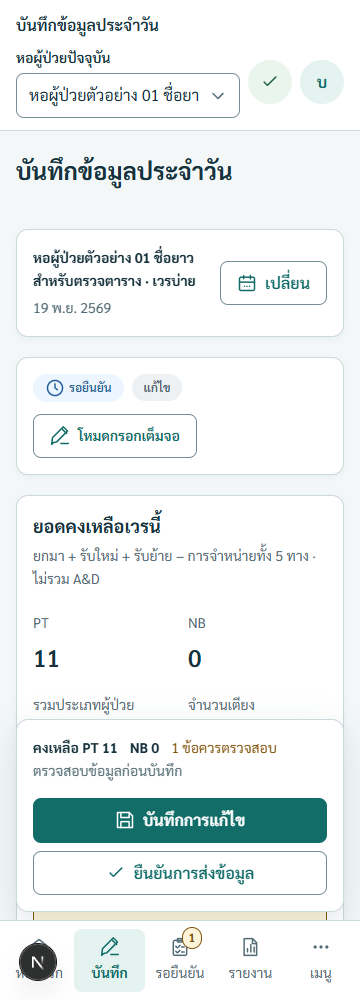 บันทึกข้อมูลประจำวัน
หอผู้ป่วยปัจจุบัน
หอผู้ป่วยตัวอย่าง 01 ชื่อยา
บ
บันทึกข้อมูลประจำวัน
หอผู้ป่วยตัวอย่าง 01 ชื่อยาว
สำหรับตรวจตาราง · เวรบ่าย
19 พ.ย. 2569
เปลี่ยน
รอยืนยัน
แก้ไข
โหมดกรอกเต็มจอ
ยอดคงเหลือเวรนี้
ยกมา + รับใหม่ + รับย้าย − การจำหน่ายทั้ง 5 ทาง ·
ไม่รวม A&D
PT
NB
11
0
รวมประเภทผู้ป่วย
จำนวนเตียง
คงเหลือ PT 11 NB 0 1 ข้อควรตรวจสอบ
ตรวจสอบข้อมูลก่อนบันทึก
บันทึกการแก้ไข
ยืนยันการส่งข้อมูล
N
บันทึก
1
รอยืนยัน
รายงาน
เมนู